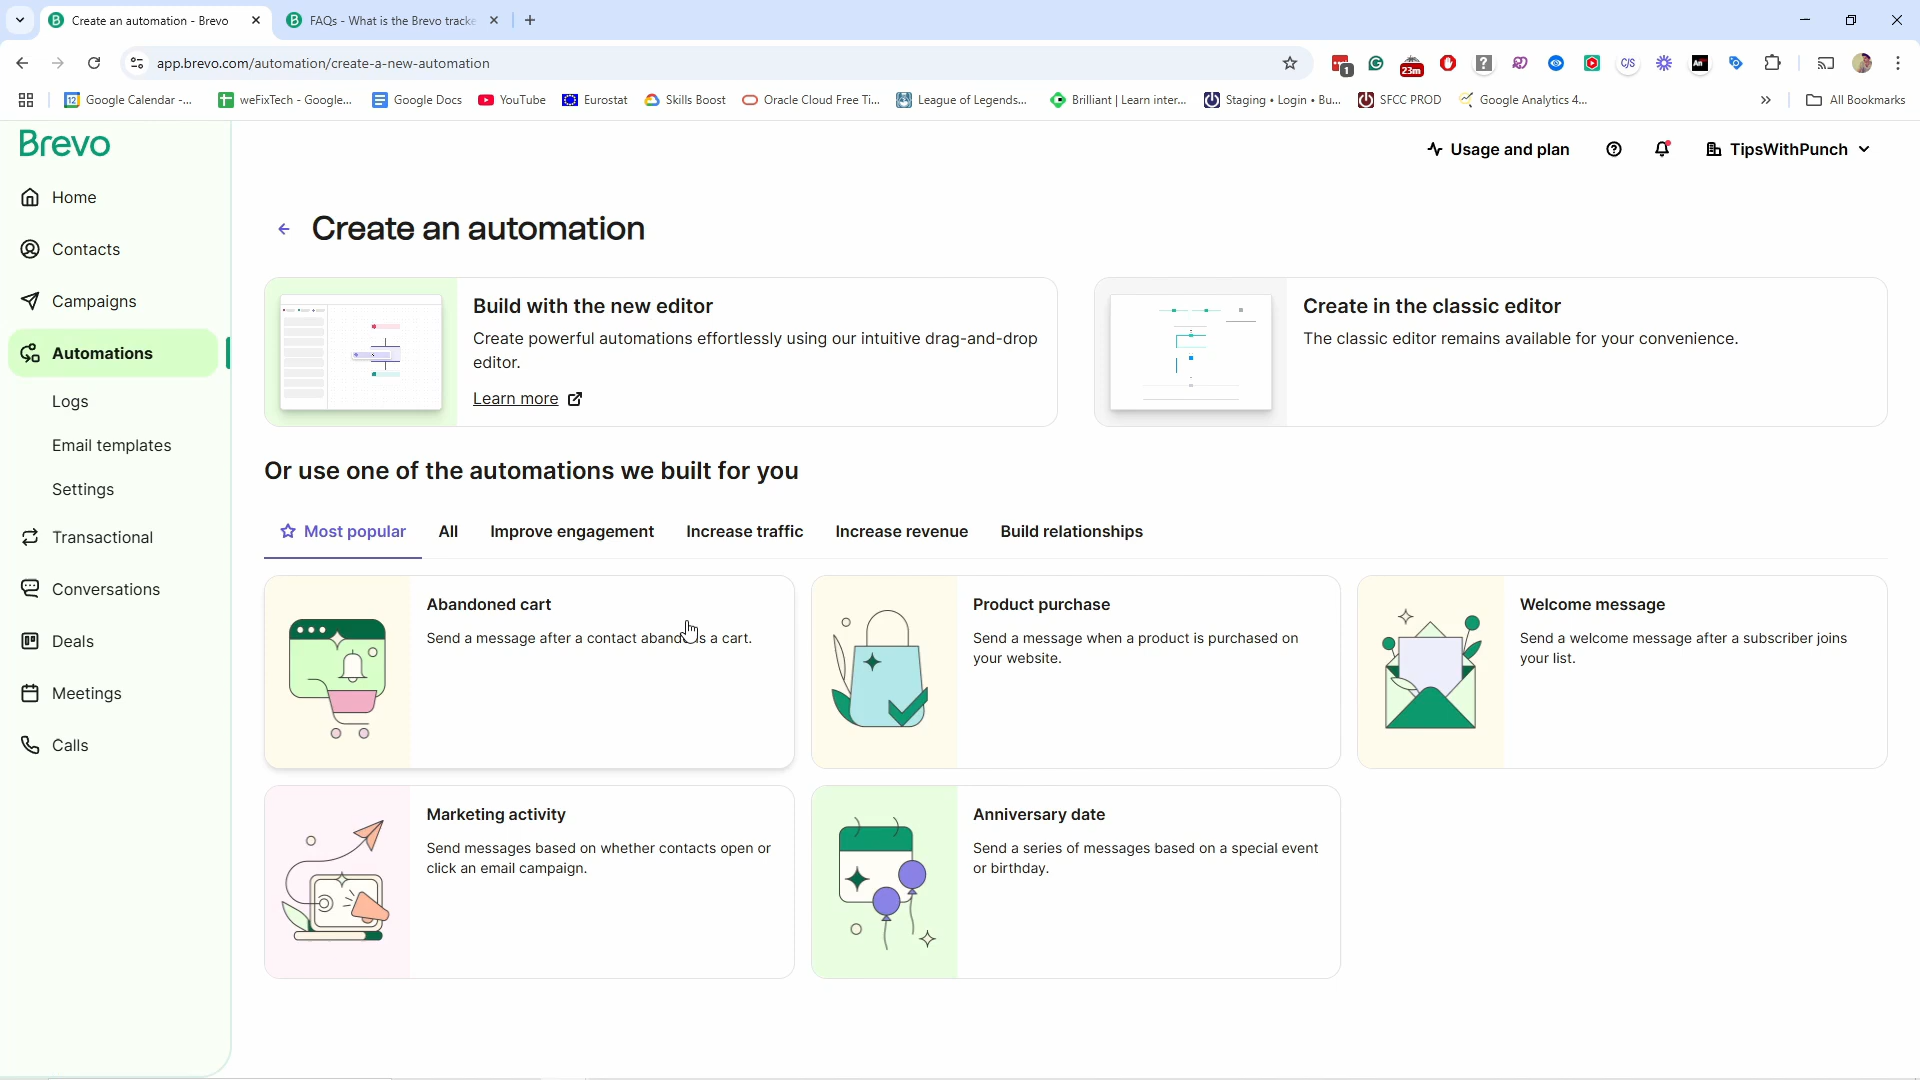 Create an automation - Brevo
FAQs - What is the Brevo tracke
app.brevo.com/automation/create-a-new-automation
1
23m
C/S
An
12
Google Calendar -...
weFixTech - Google...
Google Docs
YouTube
Eurostat
Skills Boost
Oracle Cloud Free Ti...
League of Legends...
Brilliant | Learn inter...
Staging • Login • Bu...
SFCC PROD
Google Analytics 4...
All Bookmarks
Brevo
Usage and plan
TipsWithPunch
Home
Contacts
Campaigns
Automations
Logs
Email templates
Settings
Transactional
Conversations
Deals
Meetings
Calls
Create an automation
Build with the new editor
Create powerful automations effortlessly using our intuitive drag-and-drop
editor.
Learn more
Create in the classic editor
The classic editor remains available for your convenience.
Or use one of the automations we built for you
Most popular
All
Improve engagement
Increase traffic
Increase revenue
Build relationships
Abandoned cart
Send a message after a contact abandons a cart.
Product purchase
Send a message when a product is purchased on
your website.
Welcome message
Send a welcome message after a subscriber joins
your list.
Marketing activity
Send messages based on whether contacts open or
click an email campaign.
Anniversary date
Send a series of messages based on a special event
or birthday.